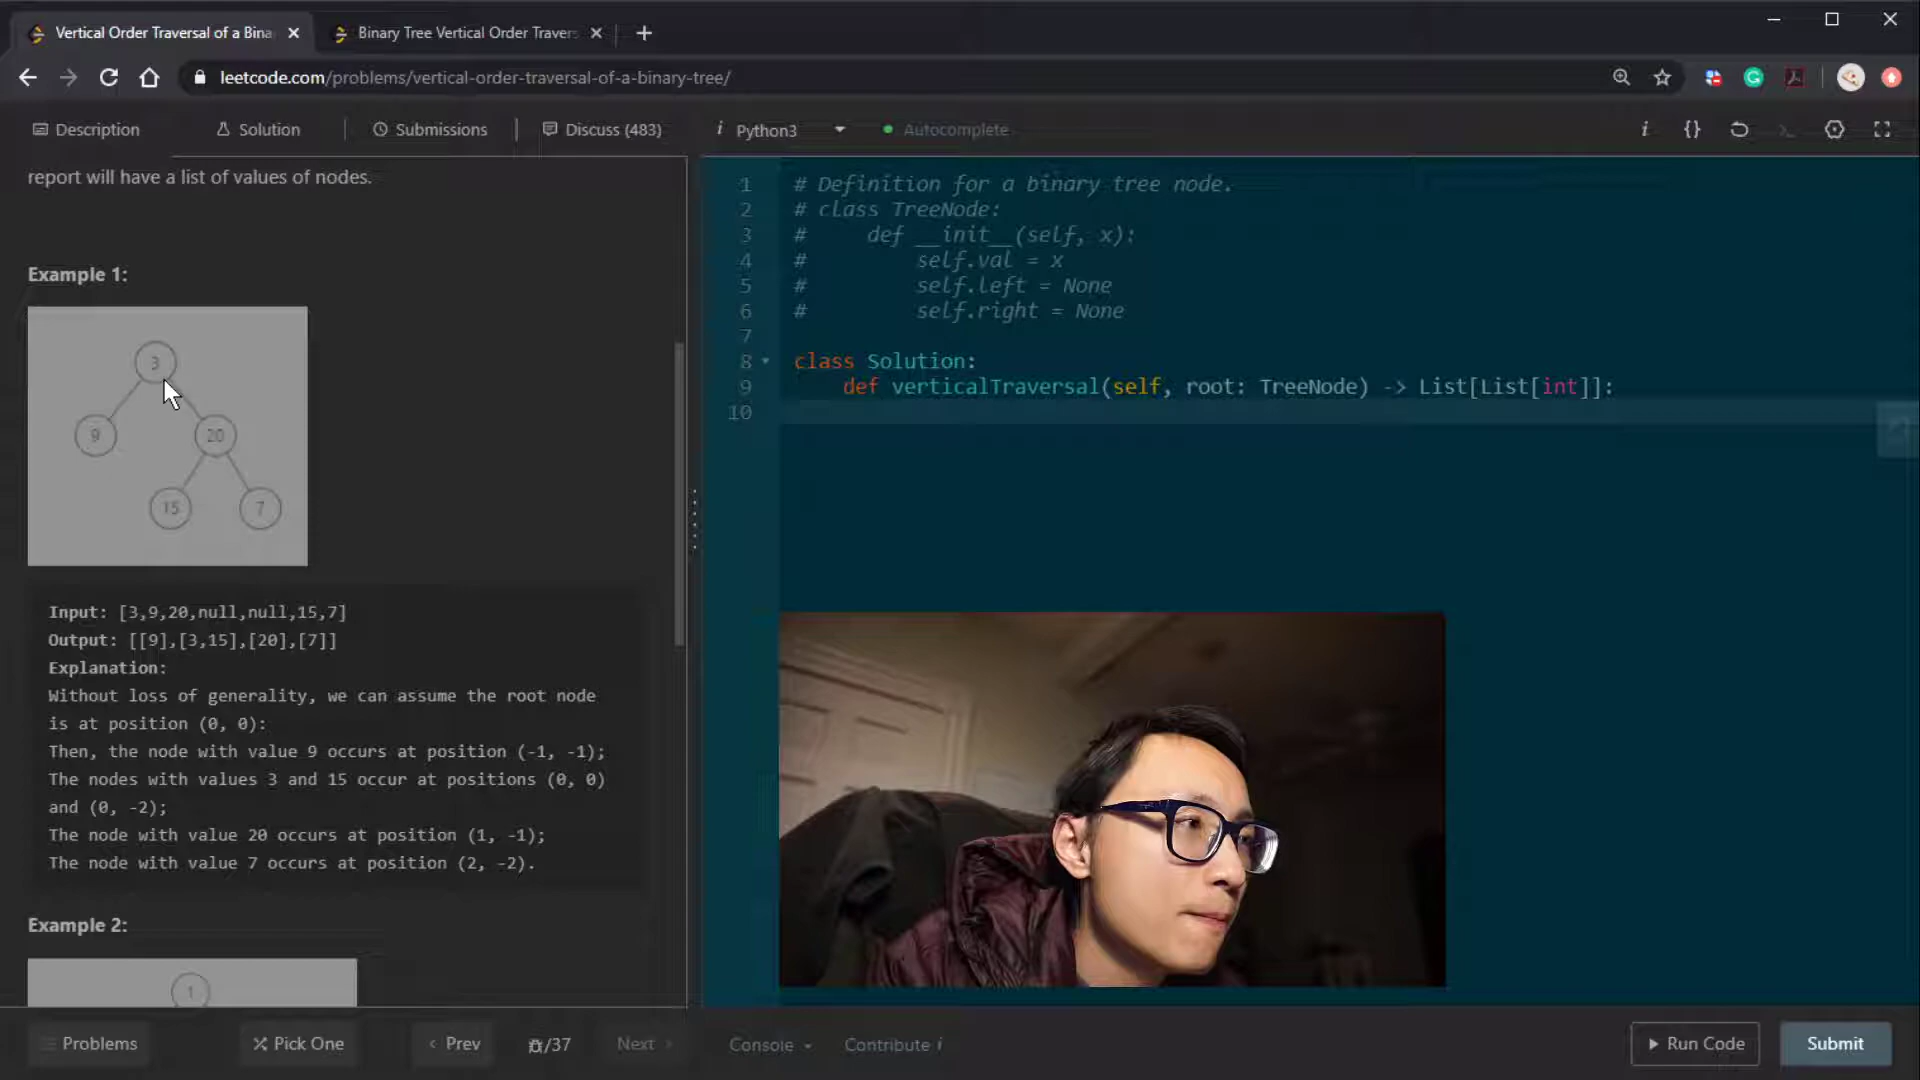 Vertical Order Traversal of a Bina
Binary Tree Vertical Order Travers
leetcode.com/problems/vertical-order-traversal-of-a-binary-tree/
Description
Solution
Submissions
Discuss (483)
i Python3
Autocomplete
i {}
report will have a list of values of nodes.
Example 1:
3
9 20
15 7
Input: [3,9,20,null,null,15,7]
Output: [[9],[3,15],[20],[7]]
Explanation:
Without loss of generality, we can assume the root node
is at position (0, 0):
Then, the node with value 9 occurs at position (-1, -1);
The nodes with values 3 and 15 occur at positions (0, 0)
and (0, -2);
The node with value 20 occurs at position (1, -1);
The node with value 7 occurs at position (2, -2).
Example 2:
1
1 # Definition for a binary tree node.
2 # class TreeNode:
3 #     def __init__(self, x):
4 #         self.val = x
5 #         self.left = None
6 #         self.right = None
7
8 class Solution:
9     def verticalTraversal(self, root: TreeNode) -> List[List[int]]:
10
Problems
Pick One
< Prev
/37
Next >
Console
Contribute i
Run Code
Submit